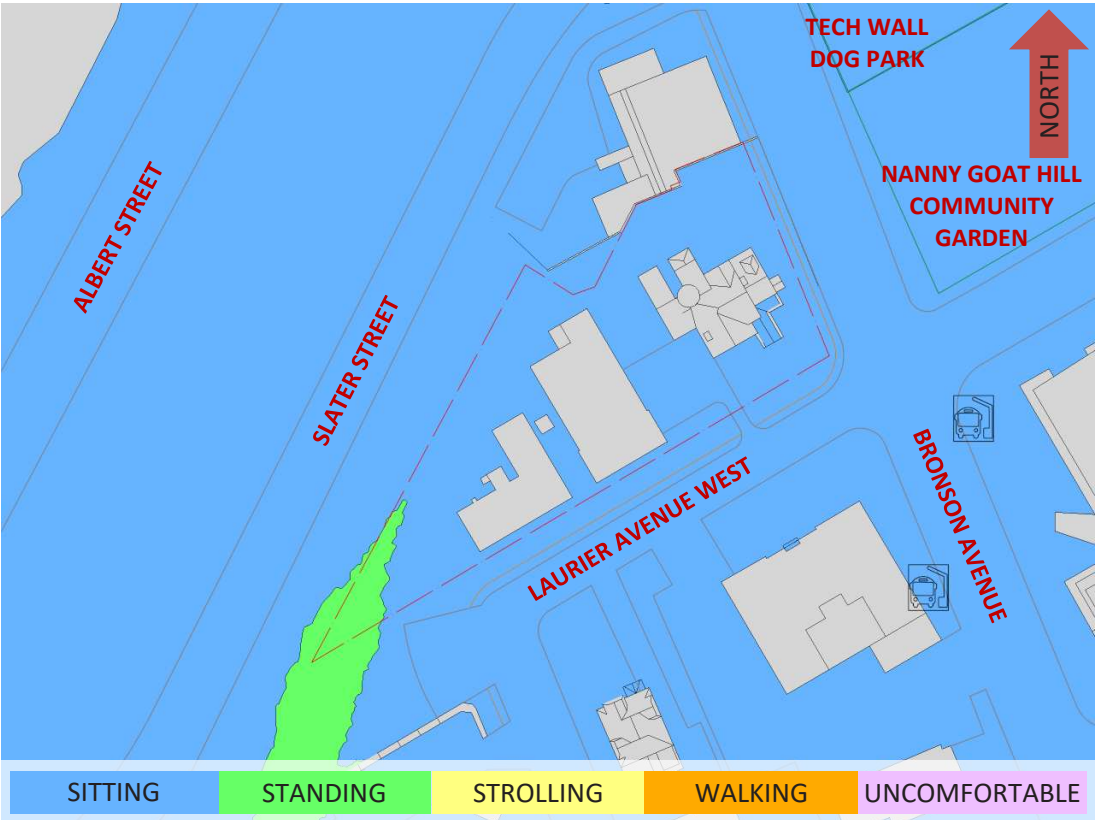 TECH WALL
DOG PARK
NORTH
NANNY GOAT HILL
COMMUNITY
GARDEN
ALBERT STREET
SLATER STREET
LAURIER AVENUE WEST
BRONSON AVENUE
SITTING
STANDING
STROLLING
WALKING
UNCOMFORTABLE